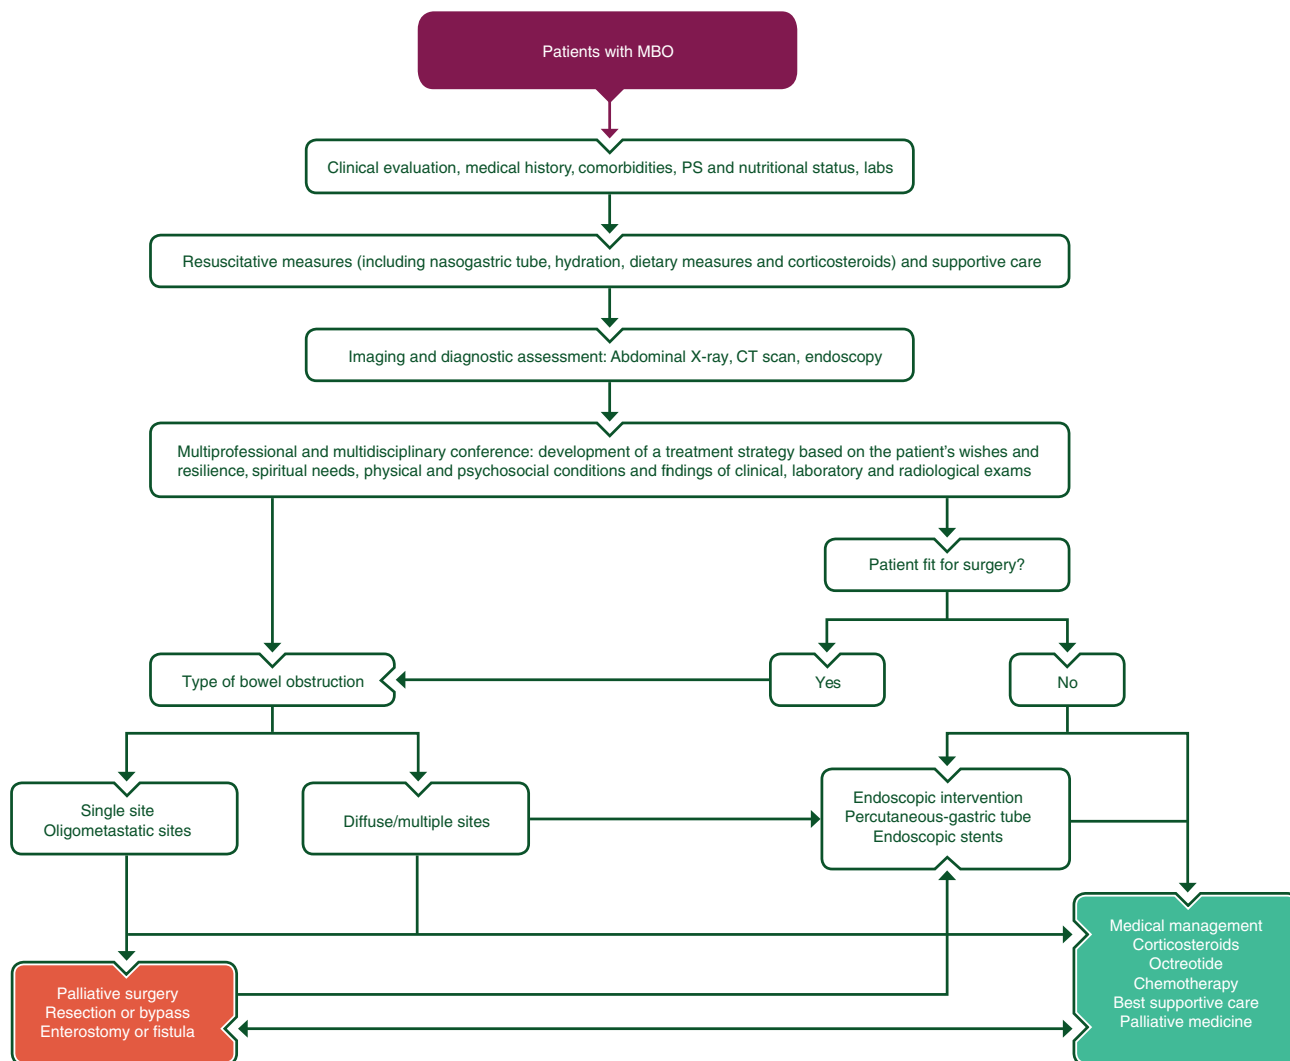 Patients with MBO
Clinical evaluation, medical history, comorbidities, PS and nutritional status, labs
Resuscitative measures (including nasogastric tube, hydration, dietary measures and corticosteroids) and supportive care
Imaging and diagnostic assessment: Abdominal X-ray, CT scan, endoscopy
Multiprofessional and multidisciplinary conference: development of a treatment strategy based on the patient's wishes and
resilience, spiritual needs, physical and psychosocial conditions and findings of clinical, laboratory and radiological exams
Patient fit for surgery?
Type of bowel obstruction
Yes
No
Single site
Oligometastatic sites
Diffuse/multiple sites
Endoscopic intervention
Percutaneous-gastric tube
Endoscopic stents
Palliative surgery
Resection or bypass
Enterostomy or fistula
Medical management
Corticosteroids
Octreotide
Chemotherapy
Best supportive care
Palliative medicine